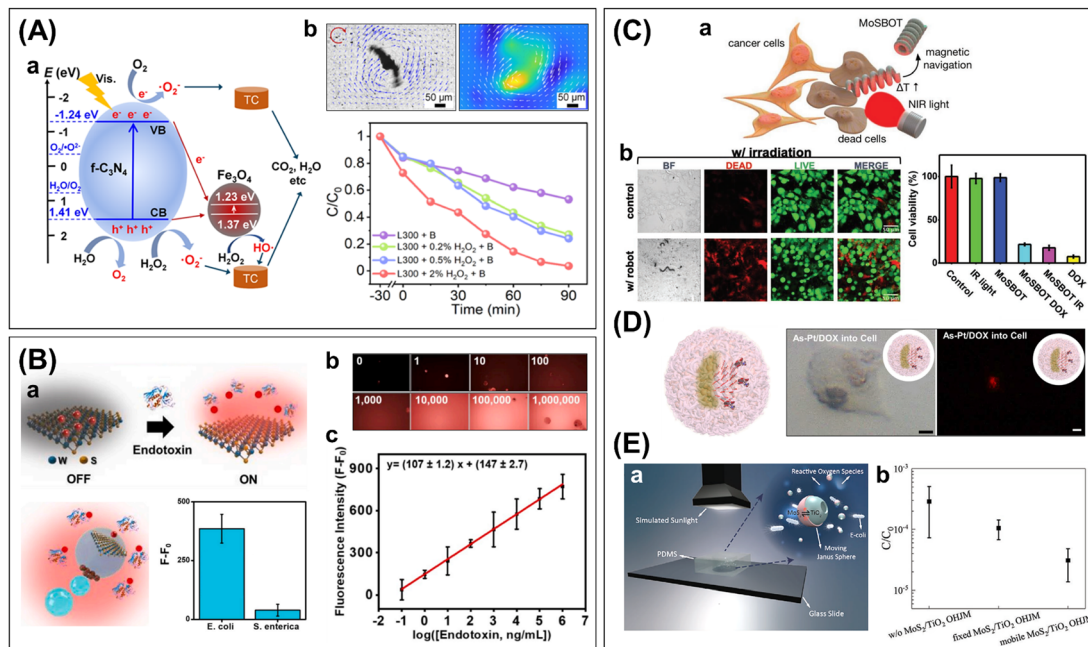 (A)
a
E (eV)
-2
-1
0
1
2
Vis.
O₂
e⁻
·O₂⁻
TC
-1.24 eV
e⁻ e⁻ e⁻
VB
O₂/•O²⁻
f-C₃N₄
e⁻
Fe₃O₄
CO₂, H₂O
etc
H₂O/O₂
1.23 eV
1.37 eV
1.41 eV
CB
h⁺ h⁺ h⁺
H₂O
O₂
H₂O₂
·O₂⁻
H₂O₂
HO·
TC
b
50 µm
50 µm
C/C₀
1.0
0.8
0.6
0.4
0.2
0
L300 + B
L300 + 0.2% H₂O₂ + B
L300 + 0.5% H₂O₂ + B
L300 + 2% H₂O₂ + B
-30 0 15 30 45 60 75 90
Time (min)
(B)
a
Endotoxin
W S
OFF
ON
F-F₀
500
250
0
E. coli
S. enterica
b
0 1 10 100
1,000 10,000 100,000 1,000,000
c
y= (107 ± 1.2) x + (147 ± 2.7)
Fluorescence Intensity (F-F₀)
900
600
300
0
-2 -1 0 1 2 3 4 5 6 7
log([Endotoxin, ng/mL])
(C)
a
cancer cells
MoSBOT
magnetic
navigation
ΔT ↑
NIR light
dead cells
b
w/ irradiation
BF DEAD LIVE MERGE
control
w/ robot
Cell viability (%)
100
50
0
Control
IR light
MoSBOT
MoSBOT DOX
MoSBOT IR
DOX
(D)
As-Pt/DOX into Cell
As-Pt/DOX into Cell
(E)
a
Simulated Sunlight
Reactive Oxygen
Species
MoS
TiO
E-coli
Moving
Janus Sphere
PDMS
Glass Slide
b
C/C₀
10⁻³
10⁻⁴
10⁻⁵
w/o MoS₂/TiO₂ OHJM
fixed MoS₂/TiO₂ OHJM
mobile MoS₂/TiO₂ OHJM